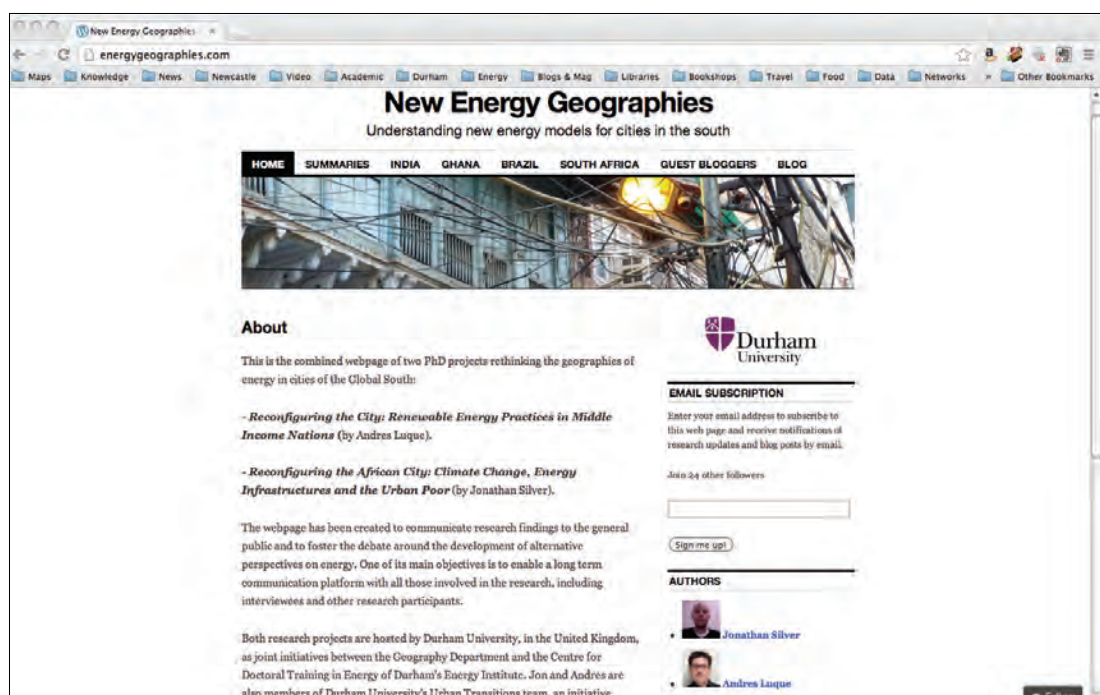 New Energy Geographies
energygeographies.com
Maps Knowledge News Newcastle Video Academic Durham Energy Blogs & Mag Libraries Bookshops Travel Food Data Networks » Other Bookmarks
New Energy Geographies
Understanding new energy models for cities in the south
HOME SUMMARIES INDIA GHANA BRAZIL SOUTH AFRICA GUEST BLOGGERS BLOG
About
This is the combined webpage of two PhD projects rethinking the geographies of
energy in cities of the Global South:
- Reconfiguring the City: Renewable Energy Practices in Middle
Income Nations (by Andres Luque).
- Reconfiguring the African City: Climate Change, Energy
Infrastructures and the Urban Poor (by Jonathan Silver).
The webpage has been created to communicate research findings to the general
public and to foster the debate around the development of alternative
perspectives on energy. One of its main objectives is to enable a long term
communication platform with all those involved in the research, including
interviewees and other research participants.
Both research projects are hosted by Durham University, in the United Kingdom,
as joint initiatives between the Geography Department and the Centre for
Doctoral Training in Energy of Durham's Energy Institute. Jon and Andres are
also members of Durham University's Urban Transitions team, an initiative
Durham
University
EMAIL SUBSCRIPTION
Enter your email address to subscribe to
this web page and receive notifications of
research updates and blog posts by email.
Join 24 other followers
Sign me up!
AUTHORS
Jonathan Silver
Andres Luque